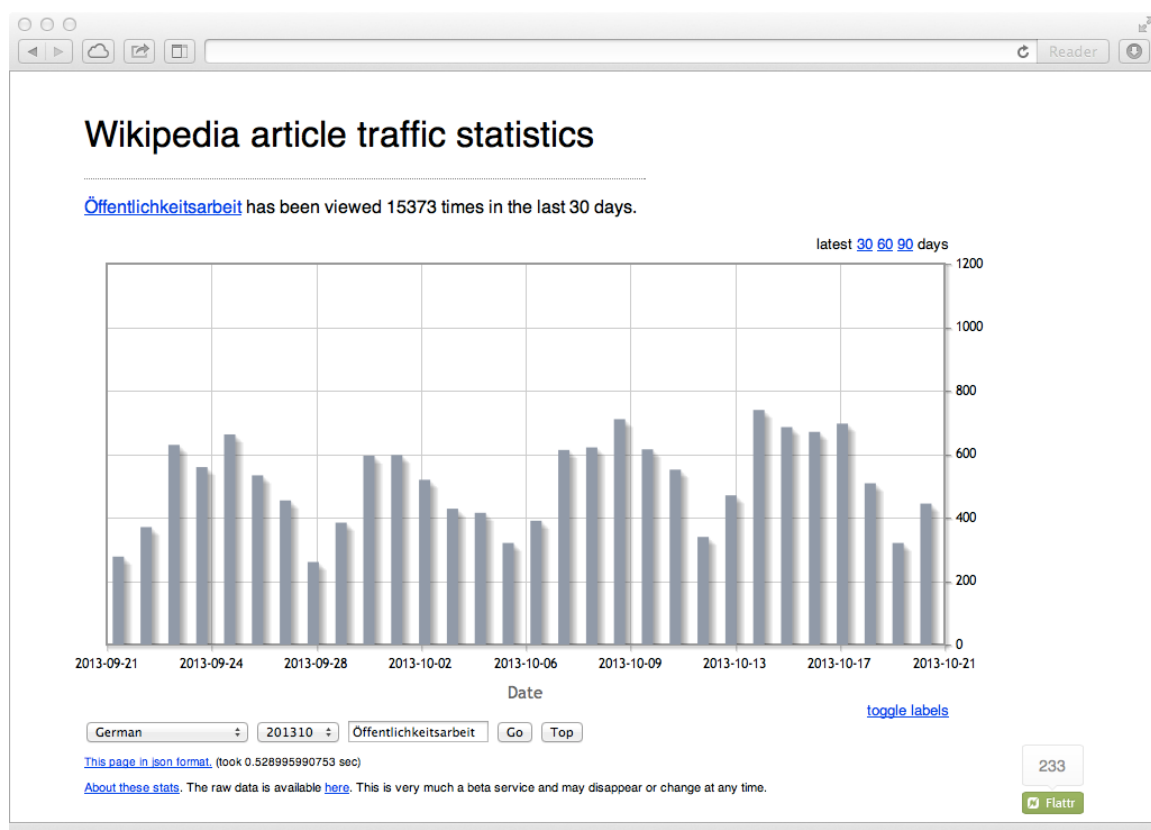 Reader
Wikipedia article traffic statistics
Öffentlichkeitsarbeit has been viewed 15373 times in the last 30 days.
latest 30 60 90 days
1200
1000
800
600
400
200
0
2013-09-21 2013-09-24 2013-09-28 2013-10-02 2013-10-06 2013-10-09 2013-10-13 2013-10-17 2013-10-21
Date
toggle labels
German 201310 Öffentlichkeitsarbeit Go Top
This page in json format. (took 0.528995990753 sec)
About these stats. The raw data is available here. This is very much a beta service and may disappear or change at any time.
233
Flattr